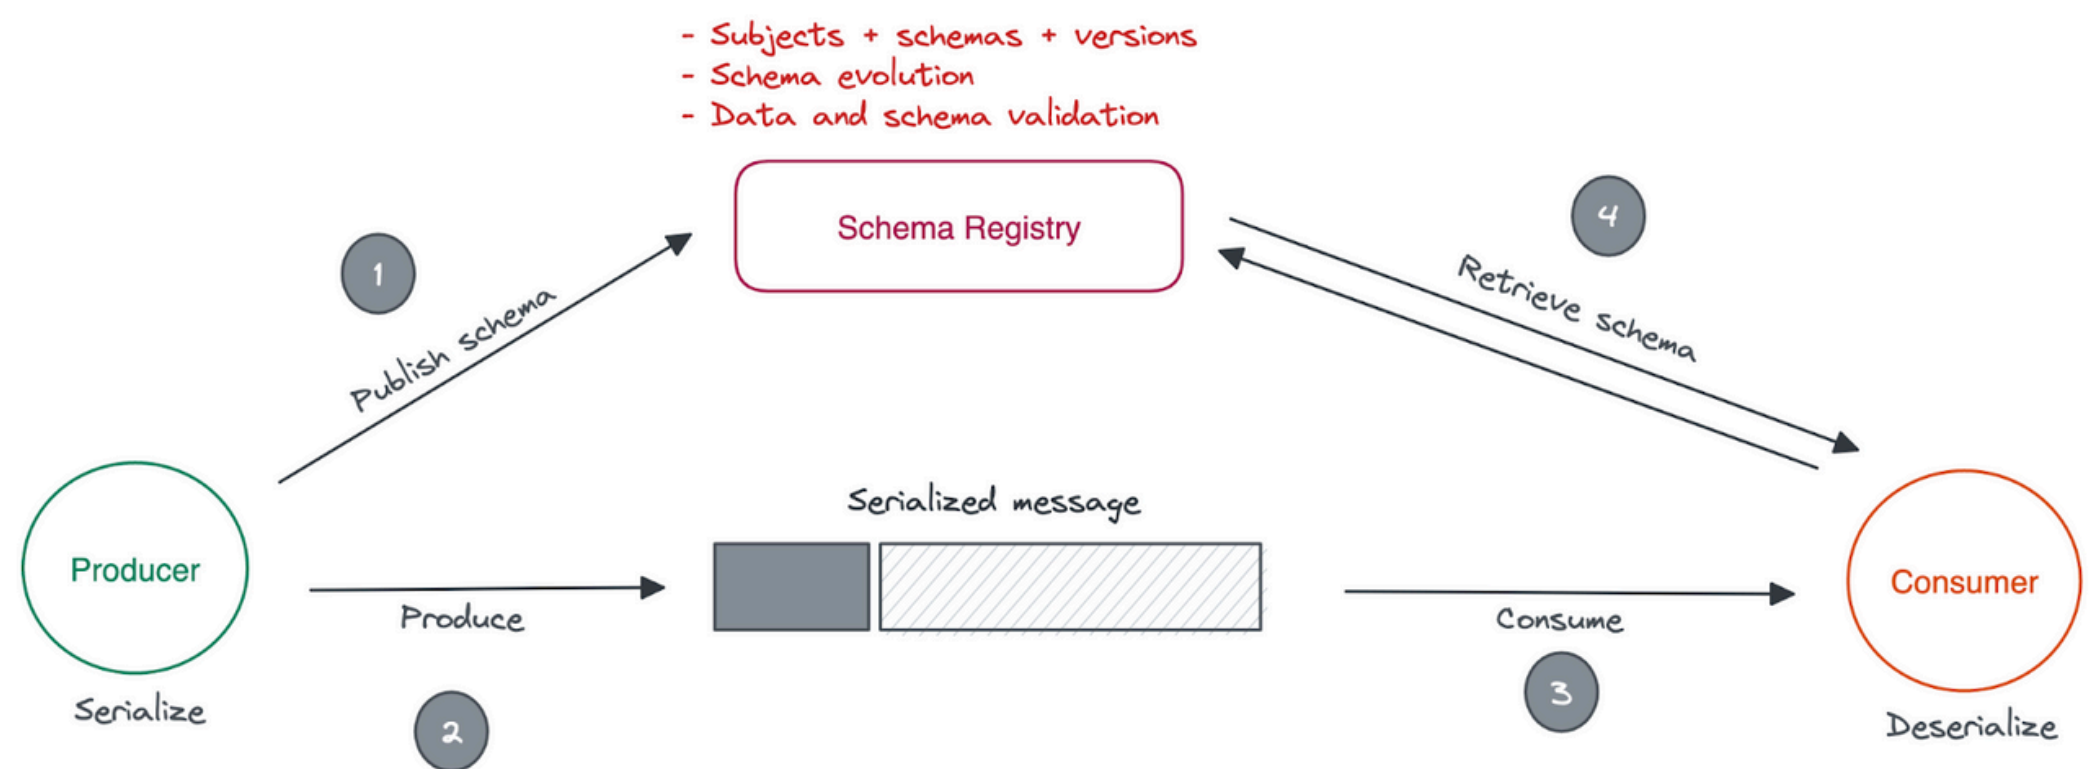 - Subjects + schemas + versions
- Schema evolution
- Data and schema validation
Schema Registry
1
Publish schema
4
Retrieve schema
Producer
Serialize
Produce
2
Serialized message
Consume
3
Consumer
Deserialize